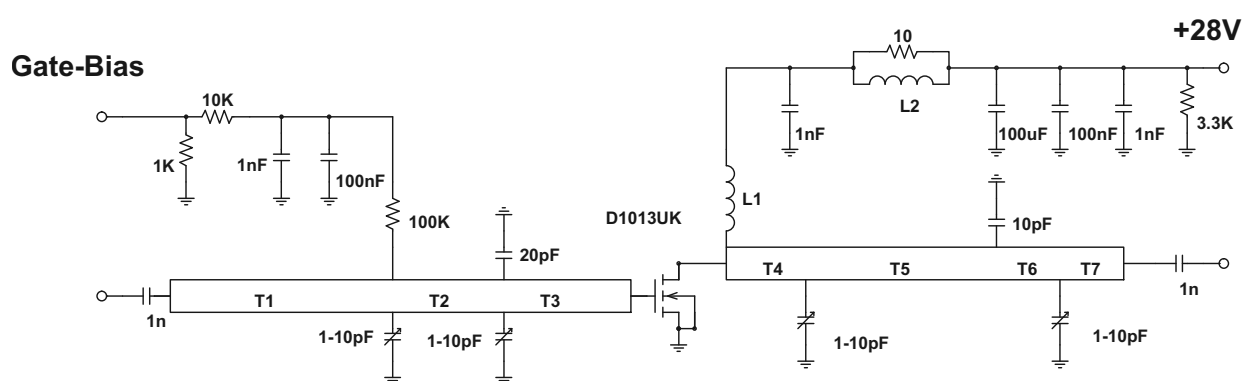 +28V
10
Gate-Bias
10K
L2
1nF
100uF
100nF
1nF
3.3K
1K
1nF
100nF
L1
100K
D1013UK
20pF
10pF
T1
T2
T3
T4
T5
T6
T7
1n
1n
1-10pF
1-10pF
1-10pF
1-10pF